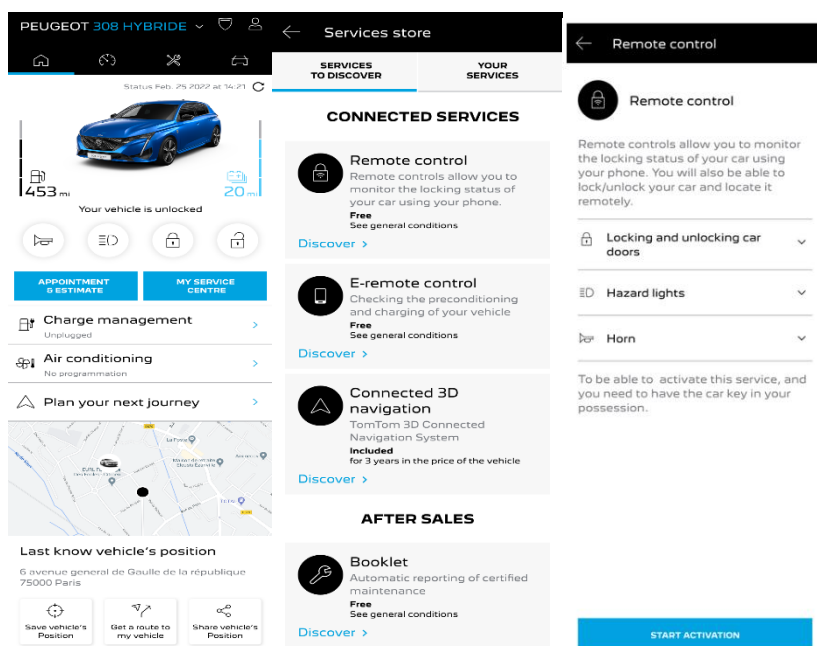 PEUGEOT 308 HYBRIDE
Status Feb. 25 2022 at 14:21
453 mi
20 mi
Your vehicle is unlocked
APPOINTMENT
& ESTIMATE
MY SERVICE
CENTRE
Charge management
Unplugged
Air conditioning
No programmation
Plan your next journey
La Ferme
TOTAL
Last know vehicle's position
6 avenue general de Gaulle de la république
75000 Paris
Save vehicle's
Position
Get a route to
my vehicle
Share vehicle's
Position
Services store
SERVICES
TO DISCOVER
YOUR
SERVICES
CONNECTED SERVICES
Remote control
Remote controls allow you to
monitor the locking status of
your car using your phone.
Free
See general conditions
Discover >
E-remote control
Checking the preconditioning
and charging of your vehicle
Free
See general conditions
Discover >
Connected 3D
navigation
TomTom 3D Connected
Navigation System
Included
for 3 years in the price of the vehicle
Discover >
AFTER SALES
Booklet
Automatic reporting of certified
maintenance
Free
See general conditions
Discover >
Remote control
Remote control
Remote controls allow you to monitor
the locking status of your car using
your phone. You will also be able to
lock/unlock your car and locate it
remotely.
Locking and unlocking car
doors
Hazard lights
Horn
To be able to activate this service, and
you need to have the car key in your
possession.
START ACTIVATION